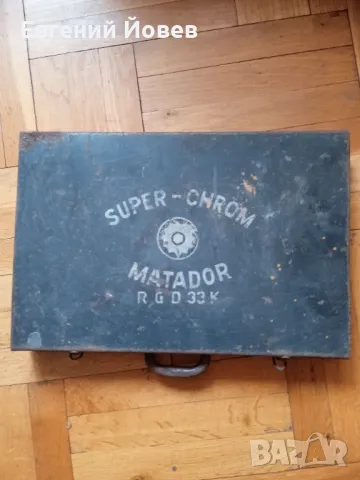 Евгений Йовев
SUPER-CHROM
MATADOR
R G D 33 K
BAZAR